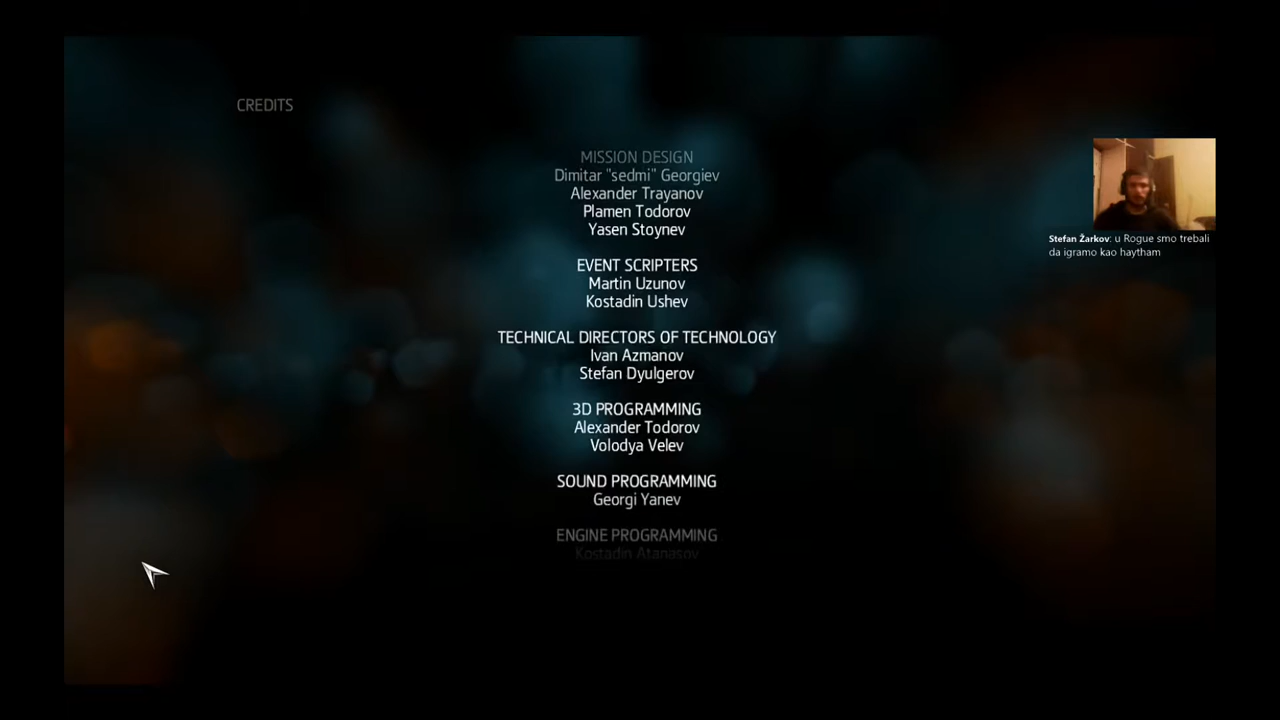 CREDITS
MISSION DESIGN
Dimitar "sedmi" Georgiev
Alexander Trayanov
Plamen Todorov
Yasen Stoynev
EVENT SCRIPTERS
Martin Uzunov
Kostadin Ushev
TECHNICAL DIRECTORS OF TECHNOLOGY
Ivan Azmanov
Stefan Dyulgerov
3D PROGRAMMING
Alexander Todorov
Volodya Velev
SOUND PROGRAMMING
Georgi Yanev
ENGINE PROGRAMMING
Kostadin Atanasov
Stefan Žarkov: u Rogue smo trebali
da igramo kao haytham